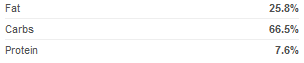 Fat 25.8%
Carbs 66.5%
Protein 7.6%